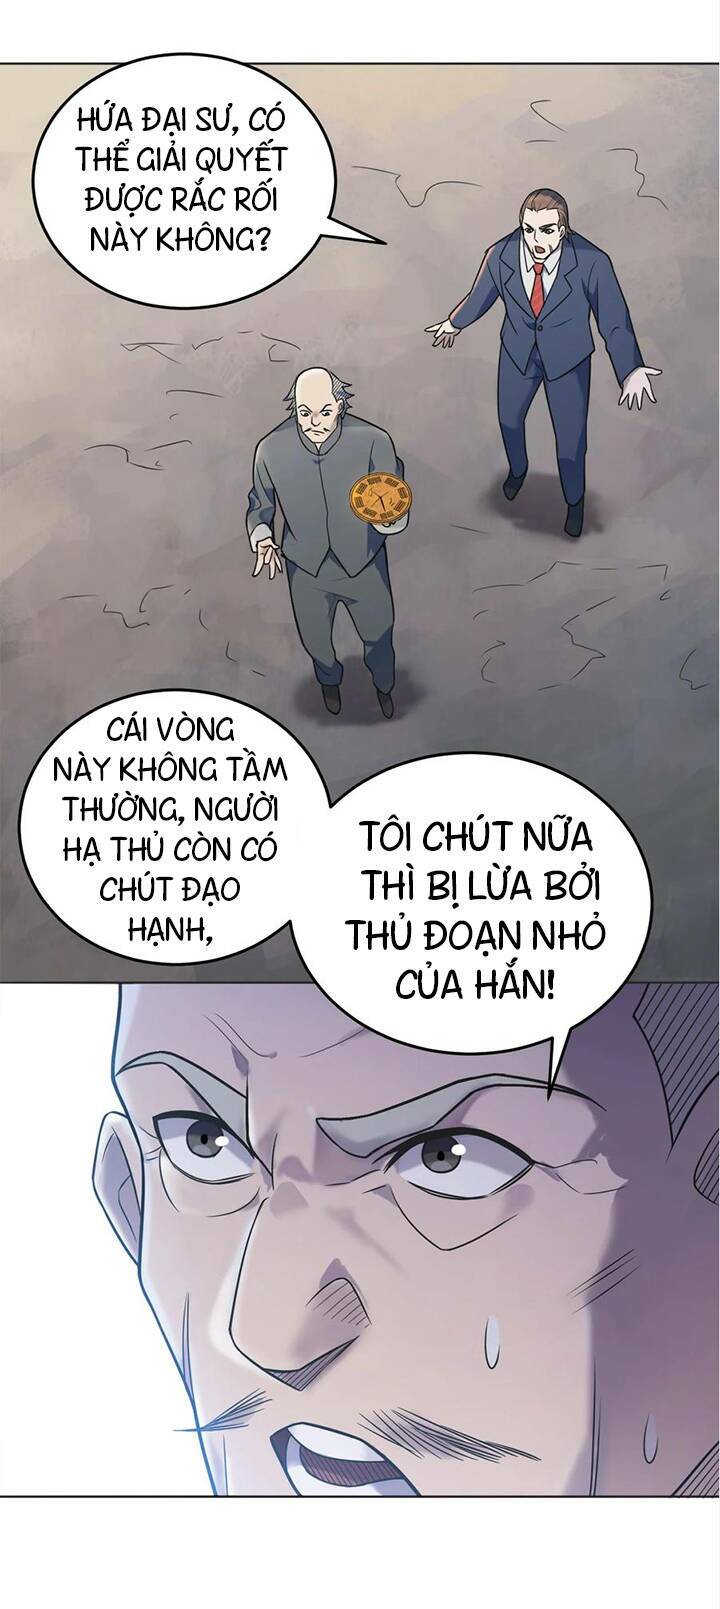 HỨA ĐẠI SƯ, CÓ
THỂ GIẢI QUYẾT
ĐƯỢC RẮC RỐI
NÀY KHÔNG?
CÁI VÒNG
NÀY KHÔNG TẦM
THƯỜNG, NGƯỜI
HẠ THỦ CÒN CÓ
CHÚT ĐẠO
HẠNH,
TÔI CHÚT NỮA
THÌ BỊ LỪA BỞI
THỦ ĐOẠN NHỎ
CỦA HẮN!